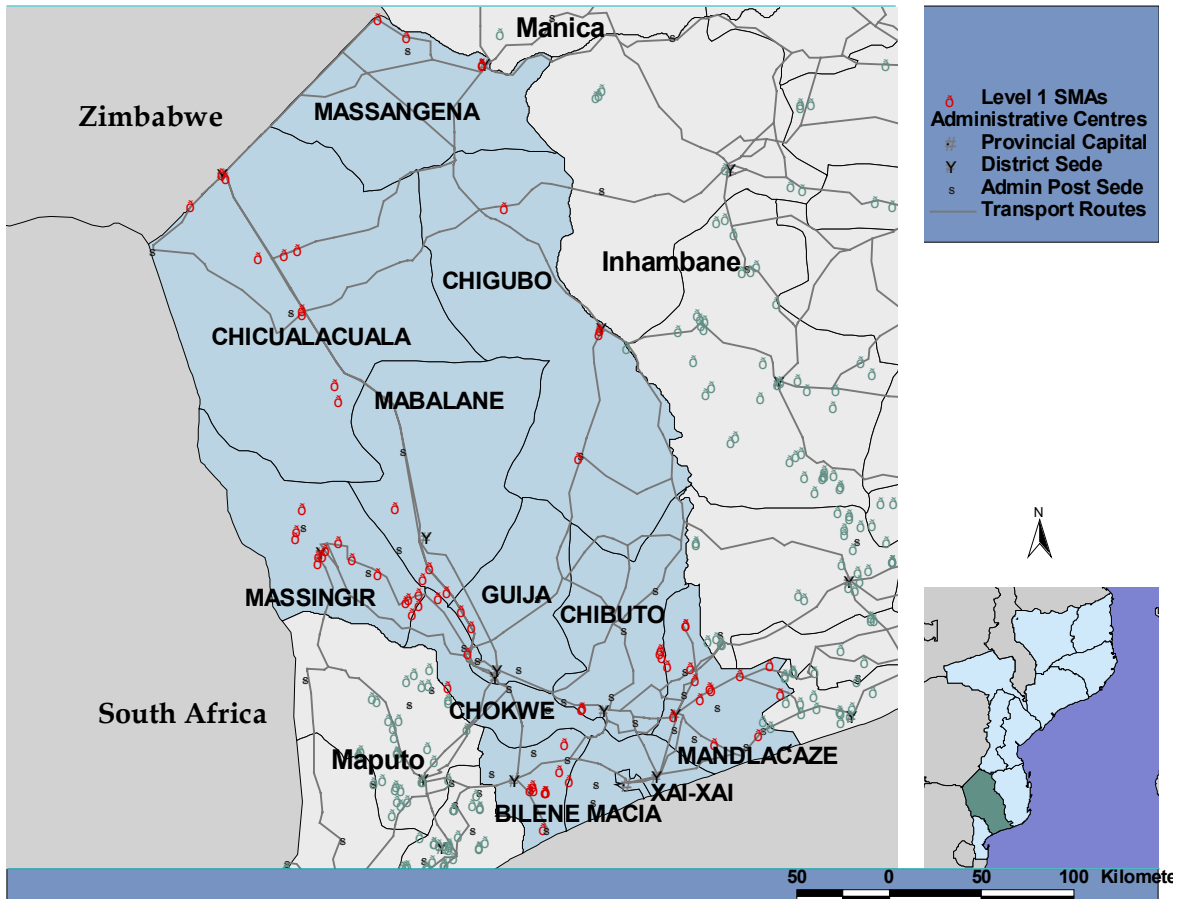 Manica
Zimbabwe
MASSANGENA
Inhambane
CHIGUBO
CHICUALACUALA
MABALANE
MASSINGIR
GUIJA
CHIBUTO
South Africa
CHOKWE
Maputo
MANDLACAZE
XAI-XAI
BILENE MACIA
ð Level 1 SMAs
Administrative Centres
# Provincial Capital
Y District Sede
s Admin Post Sede
Transport Routes
N
50 0 50 100 Kilomete